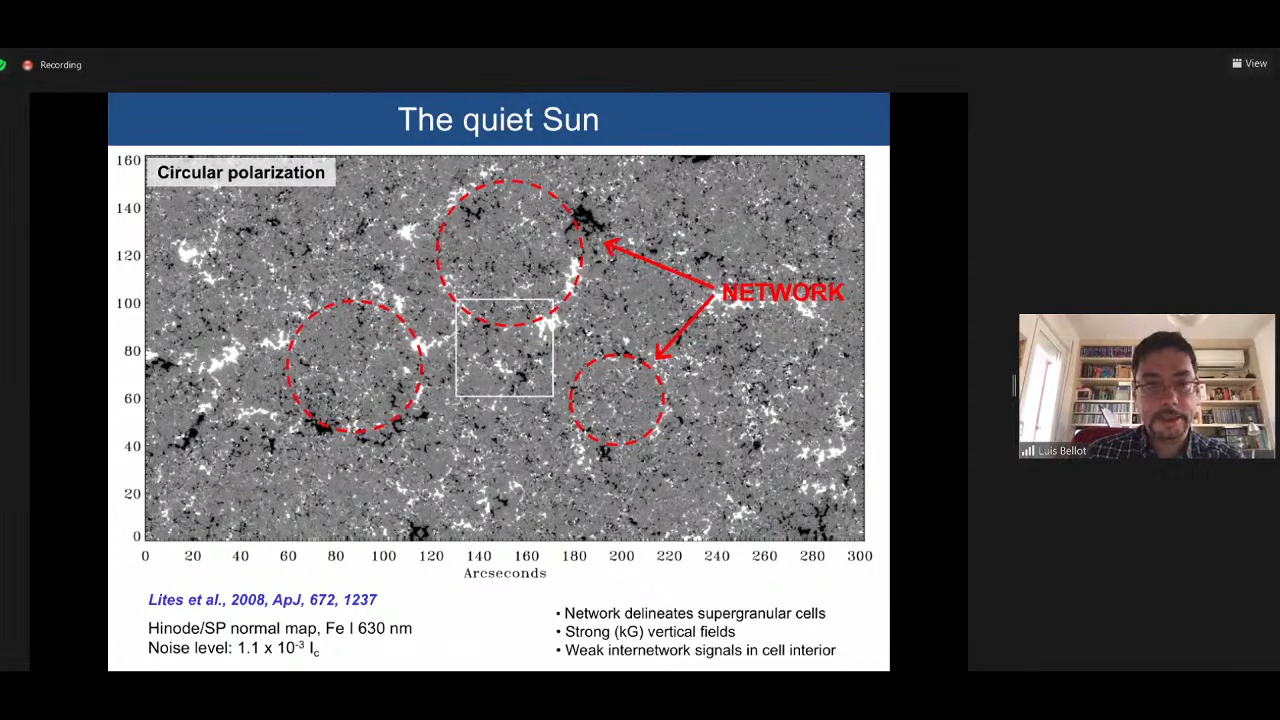 Recording
View
The quiet Sun
Circular polarization
160
140
120
100
80
60
40
20
0
NETWORK
0 20 40 60 80 100 120 140 160 180 200 220 240 260 280 300
Arcseconds
Lites et al., 2008, ApJ, 672, 1237
Hinode/SP normal map, Fe I 630 nm
Noise level: 1.1 x 10-3 Ic
• Network delineates supergranular cells
• Strong (kG) vertical fields
• Weak internetwork signals in cell interior
Luis Bellot